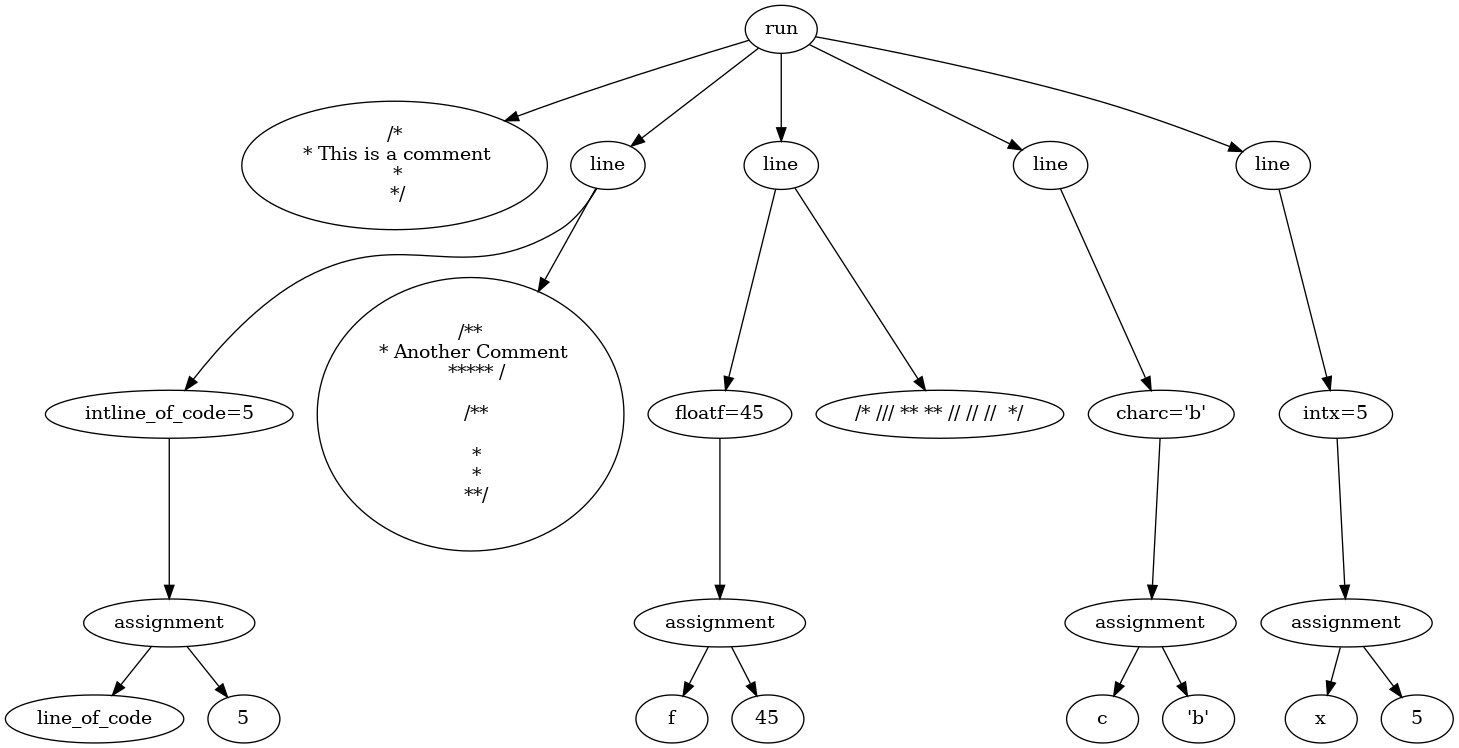 run
/*
* This is a comment
*
*/
line
line
line
line
intline_of_code=5
/**
* Another Comment
***** /
/**
*
*
**/
floatf=45
/* /// ** ** // // //  */
charc='b'
intx=5
assignment
assignment
assignment
assignment
line_of_code
5
f
45
c
'b'
x
5